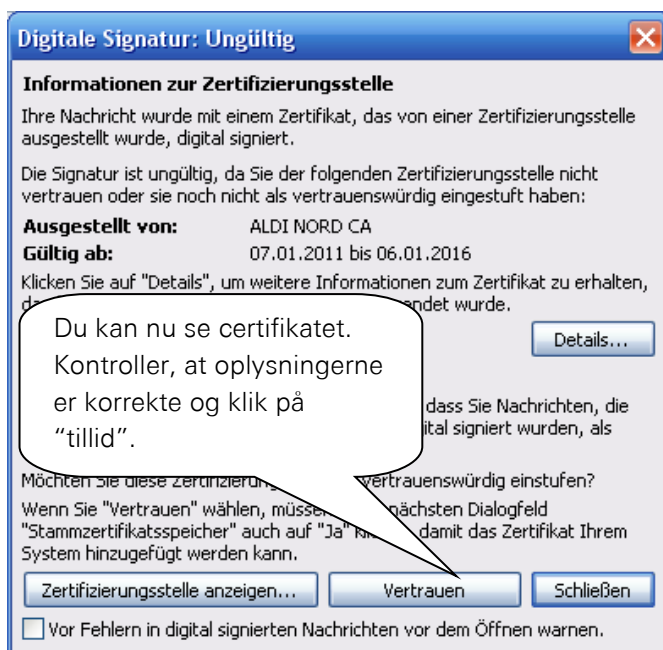 Digitale Signatur: Ungültig
Informationen zur Zertifizierungsstelle
Ihre Nachricht wurde mit einem Zertifikat, das von einer Zertifizierungsstelle
ausgestellt wurde, digital signiert.
Die Signatur ist ungültig, da Sie der folgenden Zertifizierungsstelle nicht
vertrauen oder sie noch nicht als vertrauenswürdig eingestuft haben:
Ausgestellt von: ALDI NORD CA
Gültig ab: 07.01.2011 bis 06.01.2016
Klicken Sie auf "Details", um weitere Informationen zum Zertifikat zu erhalten,
wurde.
Du kan nu se certifikatet.
Kontroller, at oplysningerne
er korrekte og klik på
“tillid”.
Details...
dass Sie Nachrichten, die
signiert wurden, als
Möchten Sie diese vertrauenswürdig einstufen?
Wenn Sie "Vertrauen" wählen, nächsten Dialogfeld
"Stammzertifikatsspeicher" auch auf "Ja" damit das Zertifikat Ihrem
System hinzugefügt werden kann.
Zertifizierungsstelle anzeigen... Vertrauen Schließen
Vor Fehlern in digital signierten Nachrichten vor dem Öffnen warnen.